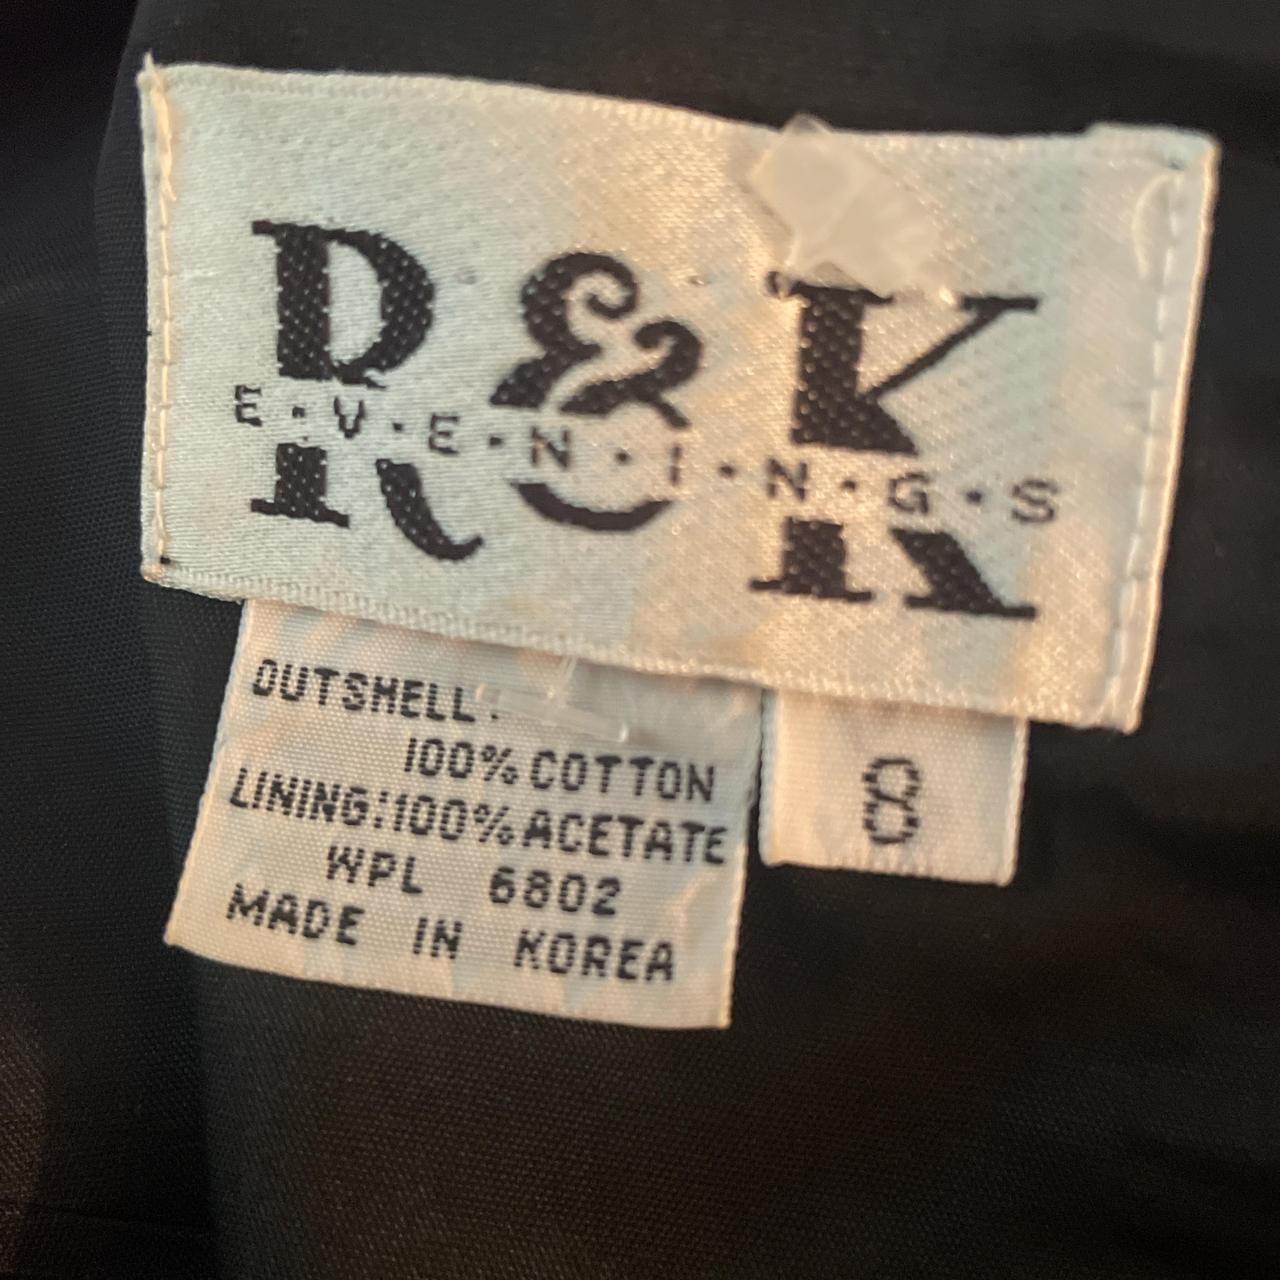 R & K
E·V·E·N·I·N·G·S
OUTSHELL:
100% COTTON
LINING:100% ACETATE
WPL 6802
MADE IN KOREA
8